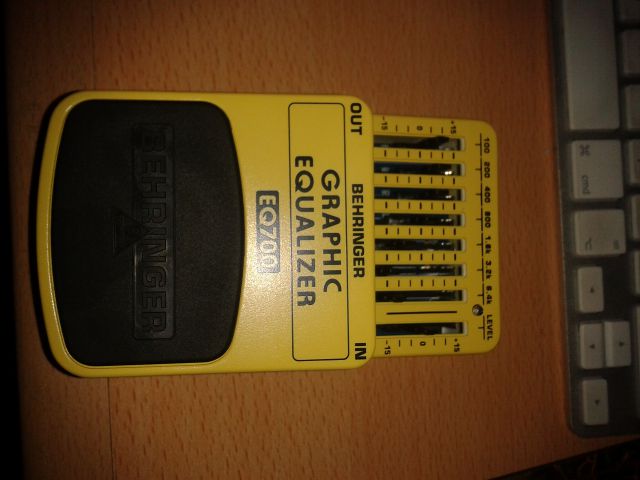 100 200 400 800 1.6k 3.2k 6.4k LEVEL
+15 +15
0 0
-15 -15
OUT BEHRINGER IN
GRAPHIC
EQUALIZER
EQ700
BEHRINGER
⌘ cmd